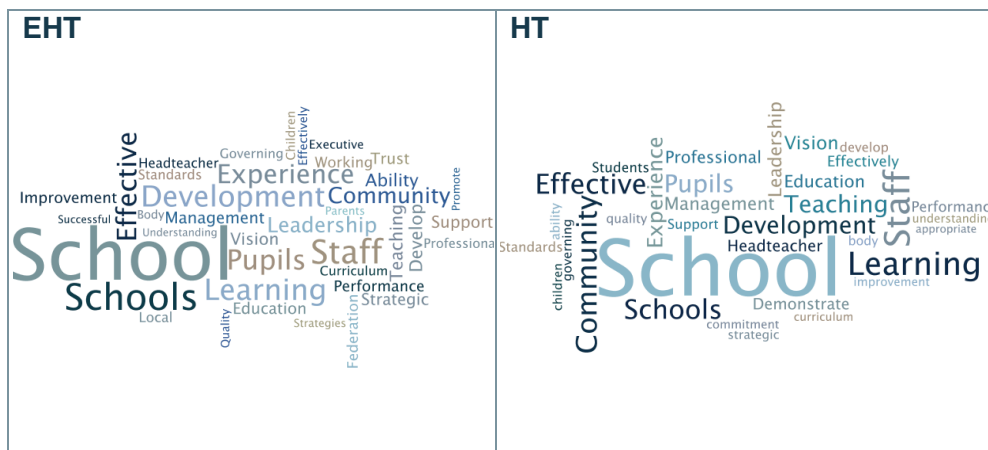 EHT
Children
Effectively
Executive
Effective
Governing
Headteacher
Working
Trust
Standards
Experience
Ability
Promote
Improvement
Development
Community
Successful
Body
Management
Parents
Leadership
Understanding
Vision
Teaching
Develop
Support
School
Pupils
Staff
Professional
Curriculum
Schools
Learning
Performance
Strategic
Local
Education
Quality
Strategies
Federation
HT
Leadership
Vision
develop
Experience
Professional
Effectively
Students
Effective
Pupils
Education
Staff
Management
Teaching
Performanc
understanding
ability
quality
Support
Development
appropriate
Standards
governing
Community
Headteacher
body
School
Learning
children
improvement
Schools
Demonstrate
curriculum
commitment
strategic